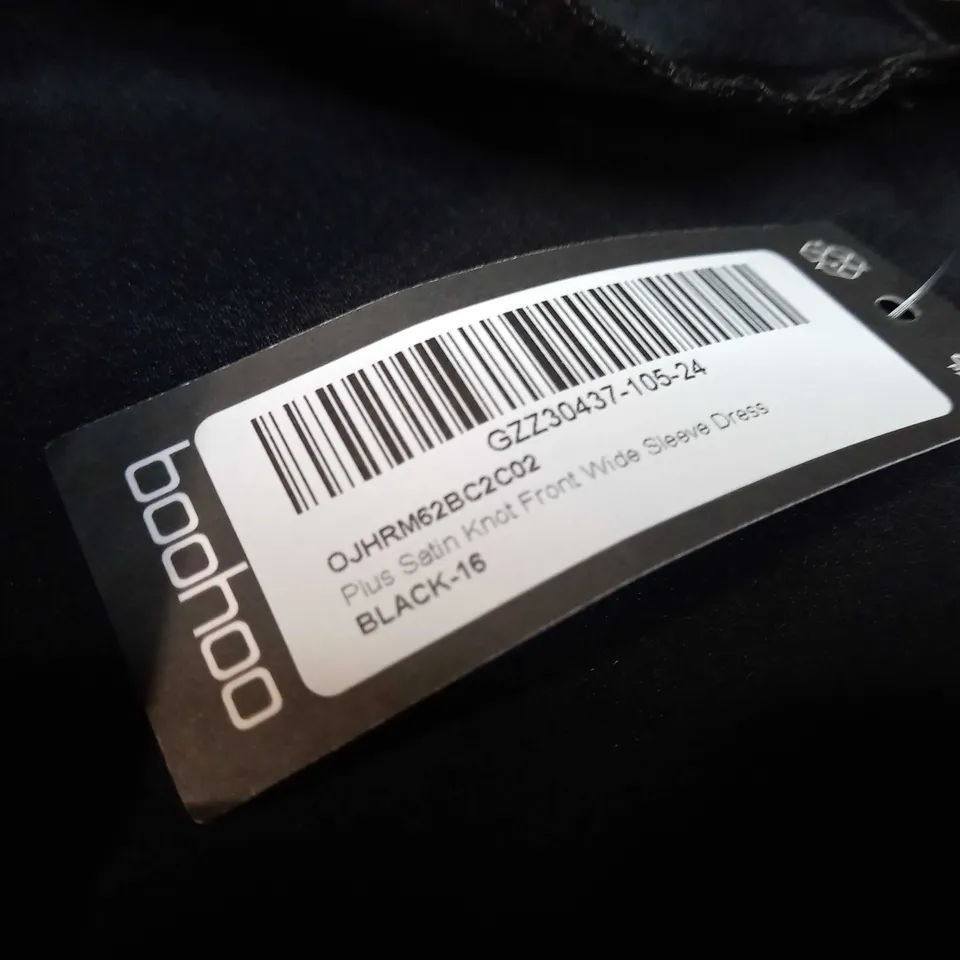 boohoo
GZZ30437-105-24
OJHRM62BC2C02
Plus Satin Knot Front Wide Sleeve Dress
BLACK-16